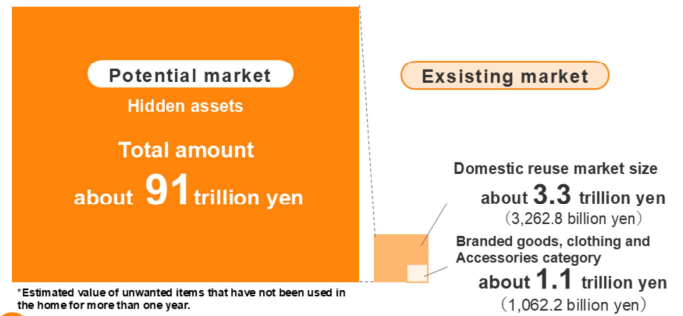 Potential market
Hidden assets
Total amount
about 91 trillion yen
*Estimated value of unwanted items that have not been used in
the home for more than one year.
Exsisting market
Domestic reuse market size
about 3.3 trillion yen
（3,262.8 billion yen）
Branded goods, clothing and
Accessories category
about 1.1 trillion yen
（1,062.2 billion yen）